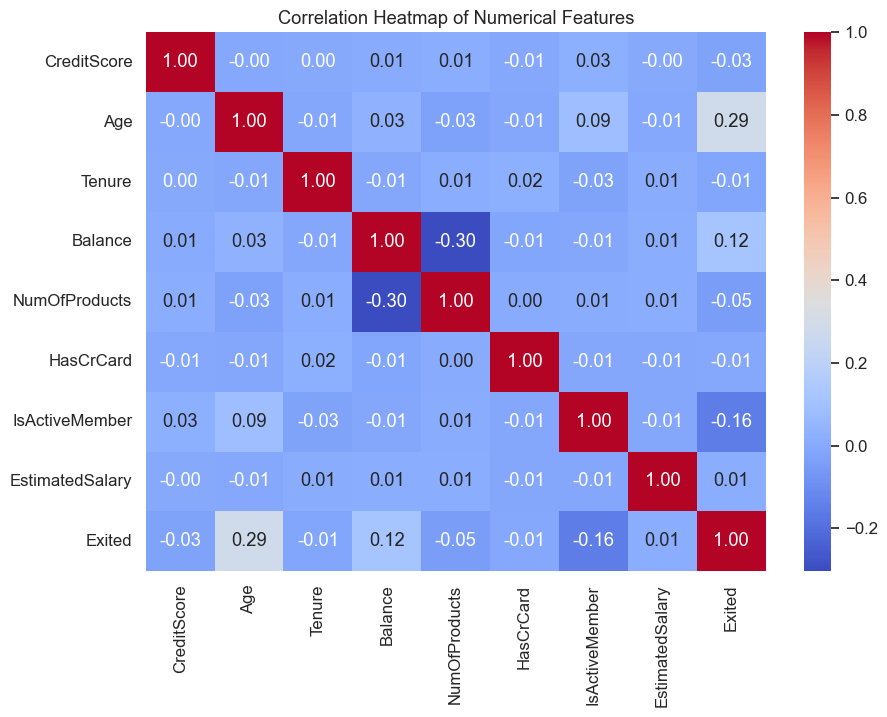 Correlation Heatmap of Numerical Features
CreditScore 1.00 -0.00 0.00 0.01 0.01 -0.01 0.03 -0.00 -0.03
Age -0.00 1.00 -0.01 0.03 -0.03 -0.01 0.09 -0.01 0.29
Tenure 0.00 -0.01 1.00 -0.01 0.01 0.02 -0.03 0.01 -0.01
Balance 0.01 0.03 -0.01 1.00 -0.30 -0.01 -0.01 0.01 0.12
NumOfProducts 0.01 -0.03 0.01 -0.30 1.00 0.00 0.01 0.01 -0.05
HasCrCard -0.01 -0.01 0.02 -0.01 0.00 1.00 -0.01 -0.01 -0.01
IsActiveMember 0.03 0.09 -0.03 -0.01 0.01 -0.01 1.00 -0.01 -0.16
EstimatedSalary -0.00 -0.01 0.01 0.01 0.01 -0.01 -0.01 1.00 0.01
Exited -0.03 0.29 -0.01 0.12 -0.05 -0.01 -0.16 0.01 1.00
CreditScore
Age
Tenure
Balance
NumOfProducts
HasCrCard
IsActiveMember
EstimatedSalary
Exited
1.0
0.8
0.6
0.4
0.2
0.0
−0.2